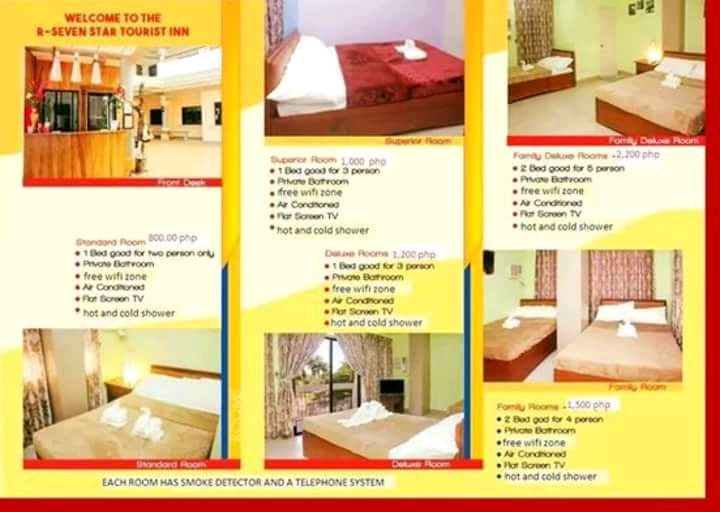 WELCOME TO THE
R-SEVEN STAR TOURIST INN
Front Desk
Standard Room 800.00 php
1 Bed good for two person only
Private Bathroom
free wifi zone
Air Conditioned
Flat Screen TV
hot and cold shower
Standard Room
Superior Room
Superior Room 1,000 php
1 Bed good for 3 person
Private Bathroom
free wifi zone
Air Conditioned
Flat Screen TV
hot and cold shower
Deluxe Rooms 1,200 php
1 Bed good for 3 person
Private Bathroom
free wifi zone
Air Conditioned
Flat Screen TV
hot and cold shower
Deluxe Room
Family Deluxe Room
Family Deluxe Rooms - 2,200 php
2 Bed good for 5 person
Private Bathroom
free wifi zone
Air Conditioned
Flat Screen TV
hot and cold shower
Family Room
Family Rooms - 1,500 php
2 Bed god for 4 person
Private Bathroom
free wifi zone
Air Conditioned
Flat Screen TV
hot and cold shower
EACH ROOM HAS SMOKE DETECTOR AND A TELEPHONE SYSTEM